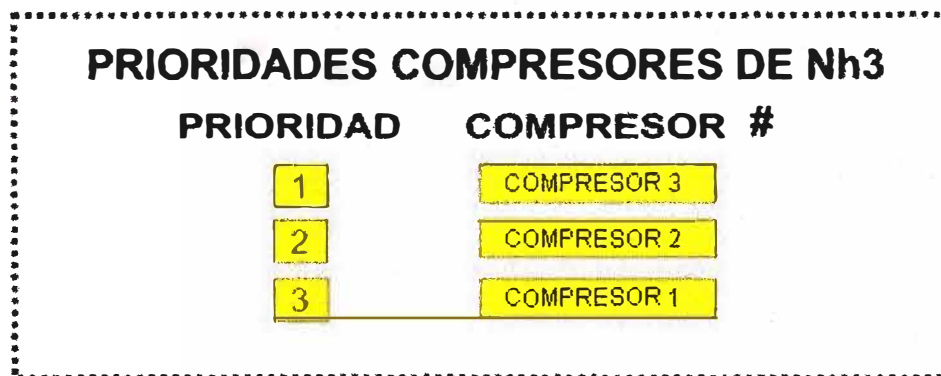 PRIORIDADES COMPRESORES DE Nh3
PRIORIDAD COMPRESOR #
1 COMPRESOR 3
2 COMPRESOR 2
3 COMPRESOR 1